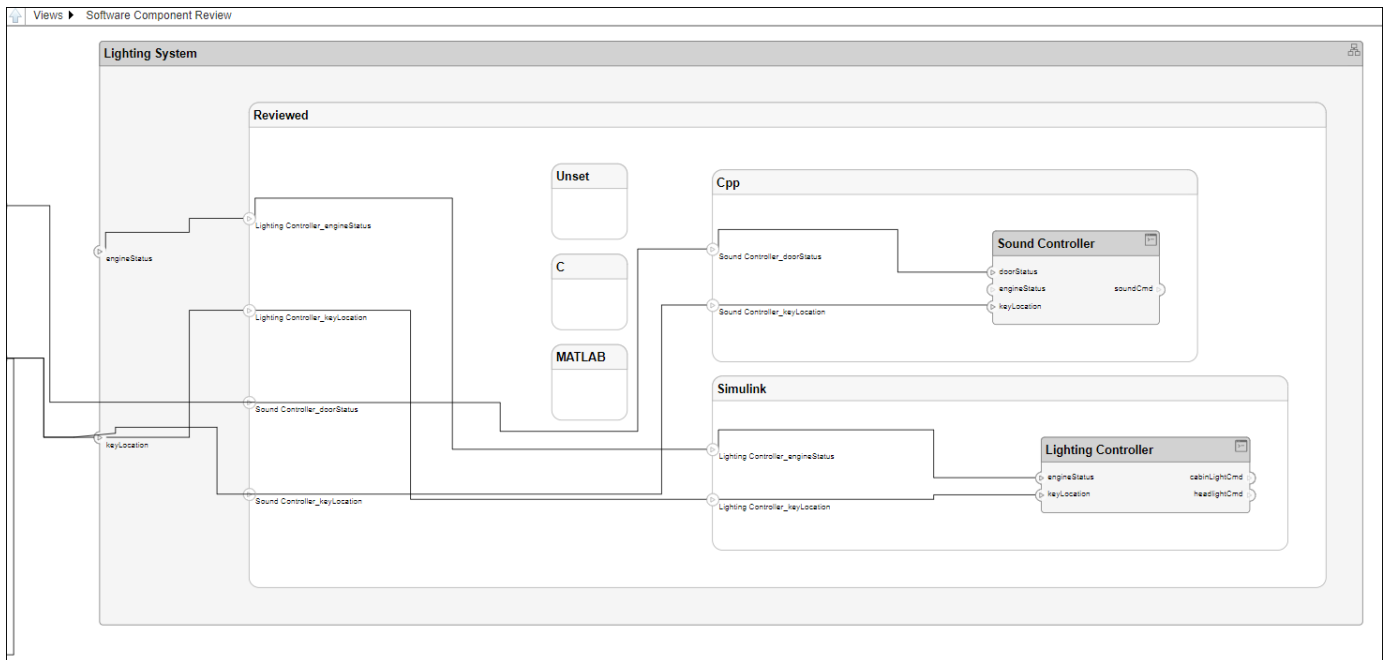 Views Software Component Review
Lighting System
Reviewed
Lighting Controller_engineStatus
engineStatus
Lighting Controller_keyLocation
Sound Controller_doorStatus
keyLocation
Sound Controller_keyLocation
Unset
C
MATLAB
Cpp
Sound Controller_doorStatus
Sound Controller_keyLocation
Sound Controller
doorStatus
engineStatus soundCmd
keyLocation
Simulink
Lighting Controller_engineStatus
Lighting Controller_keyLocation
Lighting Controller
engineStatus cabinLightCmd
keyLocation headlightCmd